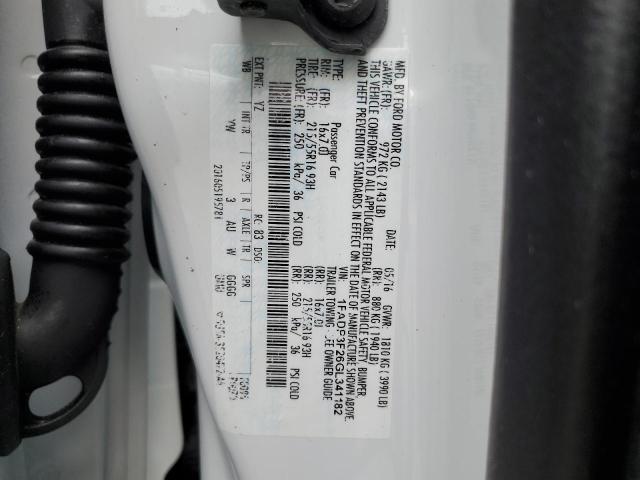 MFD. BY FORD MOTOR CO.
DATE: 05/16 GVWR: 1810 KG ( 3990 LB)
GAWR: (FR): 972 KG ( 2143 LB) (RR): 880 KG ( 1940 LB)
THIS VEHICLE CONFORMS TO ALL APPLICABLE FEDERAL MOTOR VEHICLE SAFETY, BUMPER,
AND THEFT PREVENTION STANDARDS IN EFFECT ON THE DATE OF MANUFACTURE SHOWN ABOVE.
VIN: 1FADP3F26GL341182
TYPE: Passenger Car TRAILER TOWING - SEE OWNER GUIDE
RIM: (FR): 16x7.0J (RR): 16x7.0J
TIRE: (FR): 215/55R16 93H (RR): 215/55R16 93H
PRESSURE: (FR): 250 kPa/ 36 PSI COLD (RR): 250 kPa/ 36 PSI COLD
EXT PNT: YZ RC: 83 DSO:
WB INT TR TP/PS R AXLE TR SPR
YW 3 AU W GGGG